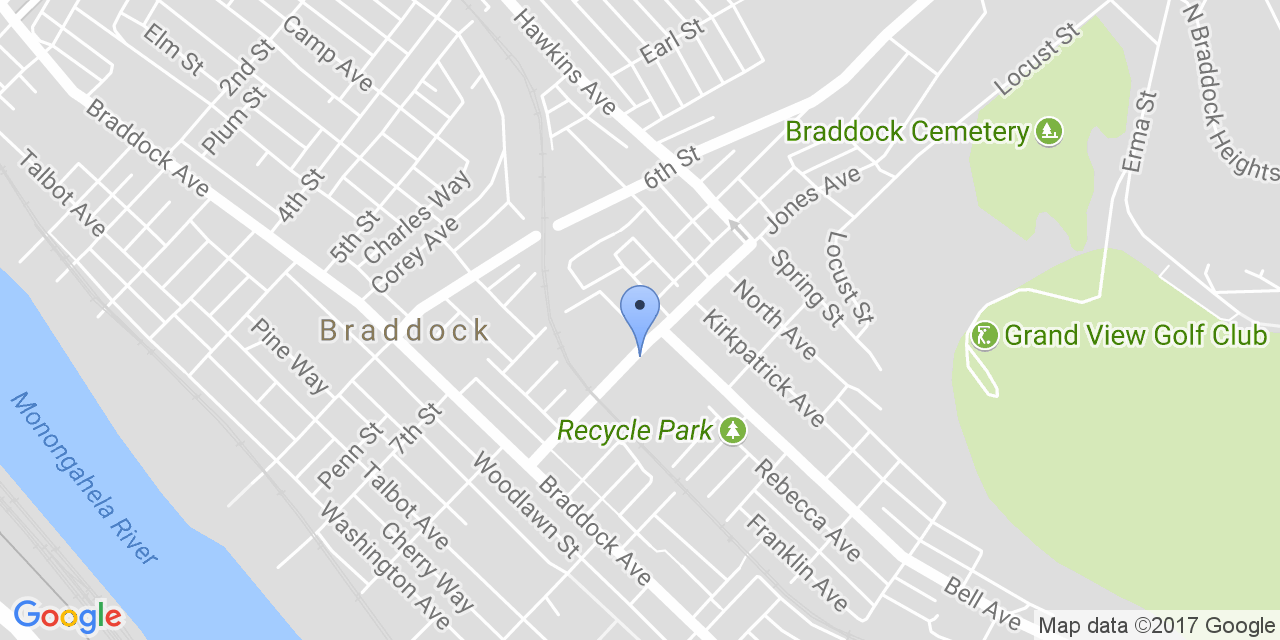 Elm St
2nd St
Camp Ave
Plum St
Hawkins Ave
Earl St
Locust St
N Braddock Heights
Braddock Ave
Talbot Ave
4th St
5th St
Charles Way
Corey Ave
6th St
Braddock Cemetery
Erma St
Jones Ave
Spring St
Locust St
North Ave
Kirkpatrick Ave
Grand View Golf Club
Braddock
Pine Way
Monongahela River
Penn St
7th St
Recycle Park
Talbot Ave
Woodlawn St
Braddock Ave
Washington Ave
Cherry Way
Rebecca Ave
Franklin Ave
Bell Ave
Google
Map data ©2017 Google